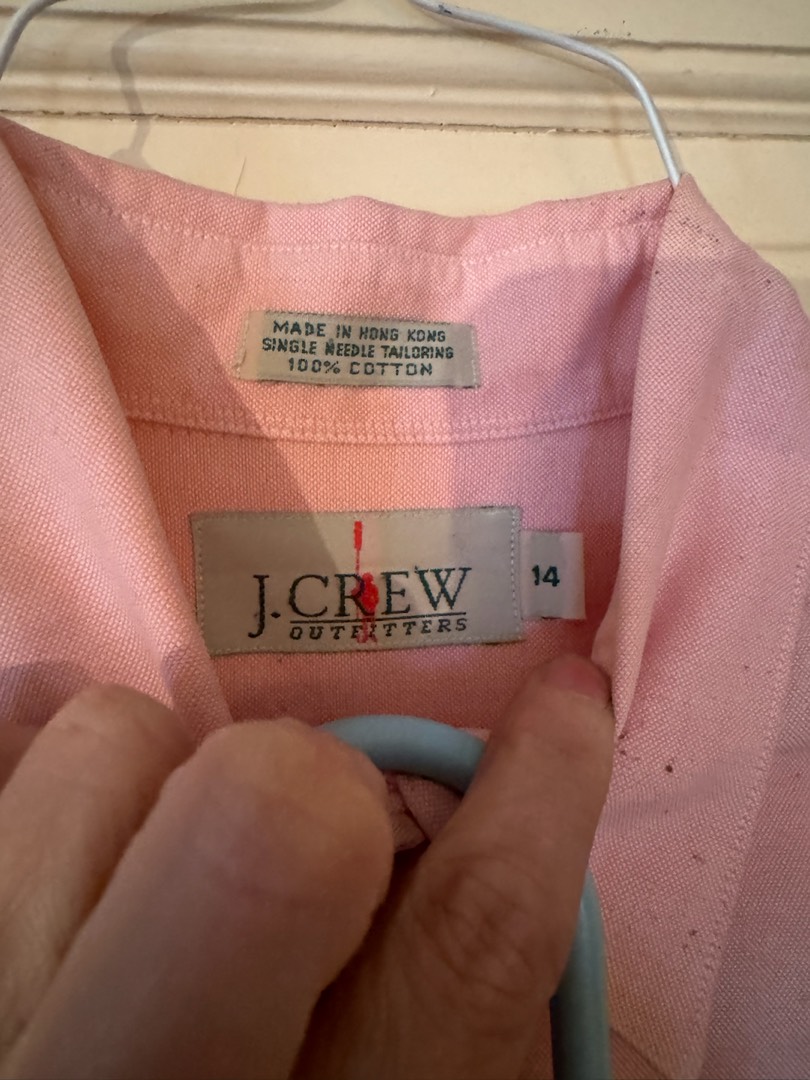 MADE IN HONG KONG
SINGLE NEEDLE TAILORING
100% COTTON
J.CREW
OUTFITTERS
14